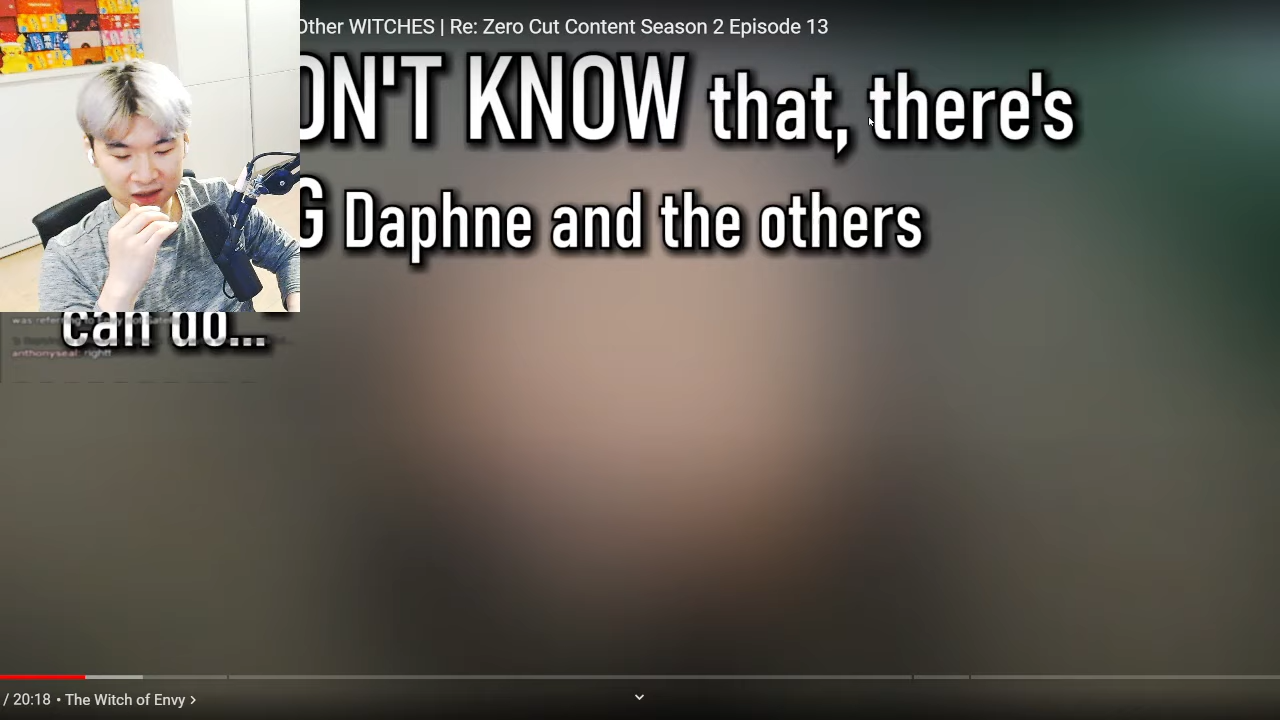 Other WITCHES | Re: Zero Cut Content Season 2 Episode 13
ON'T KNOW that, there's
G Daphne and the others
can do...
anthonyseal: right!!
/ 20:18 • The Witch of Envy >